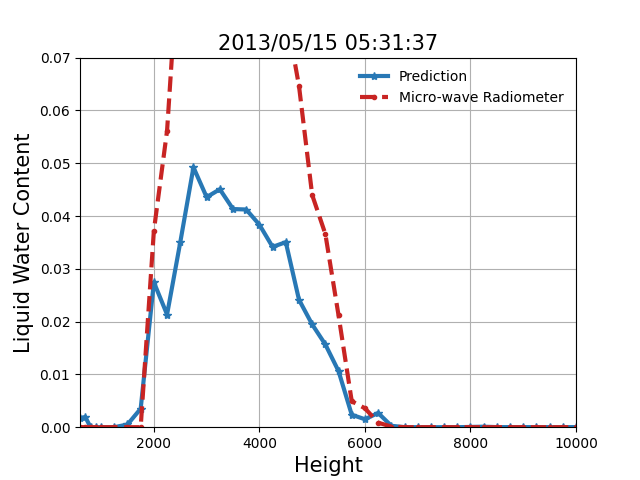 2013/05/15 05:31:37
0.07
0.06
0.05
0.04
0.03
0.02
0.01
0.00
Liquid Water Content
Prediction
Micro-wave Radiometer
2000 4000 6000 8000 10000
Height